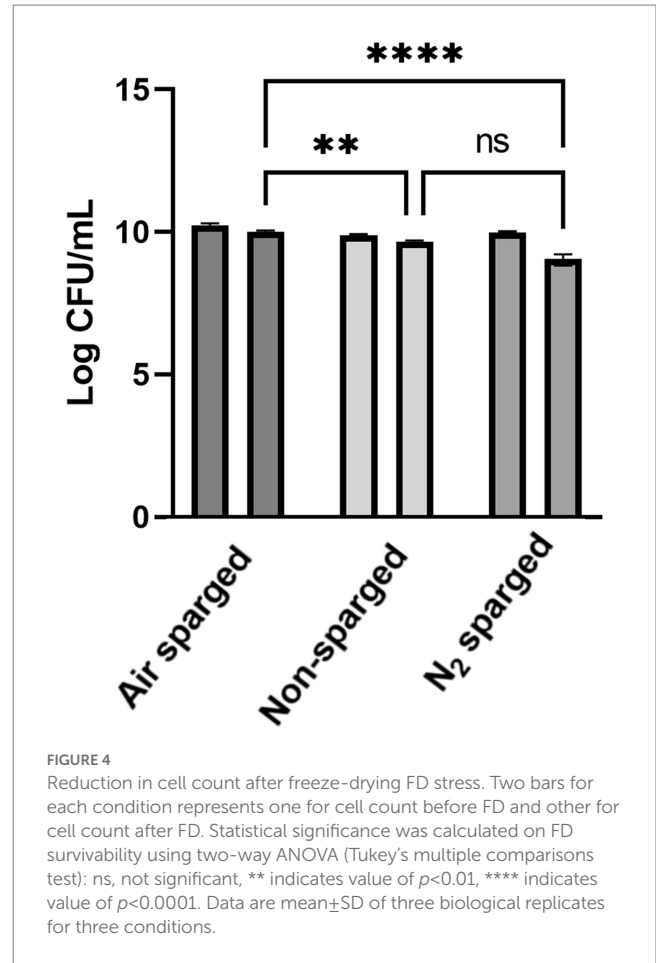 ****
15
**
ns
10
Log CFU/mL
5
0
Air sparged
Non-sparged
N₂ sparged
FIGURE 4
Reduction in cell count after freeze-drying FD stress. Two bars for
each condition represents one for cell count before FD and other for
cell count after FD. Statistical significance was calculated on FD
survivability using two-way ANOVA (Tukey’s multiple comparisons
test): ns, not significant, ** indicates value of p<0.01, **** indicates
value of p<0.0001. Data are mean±SD of three biological replicates
for three conditions.